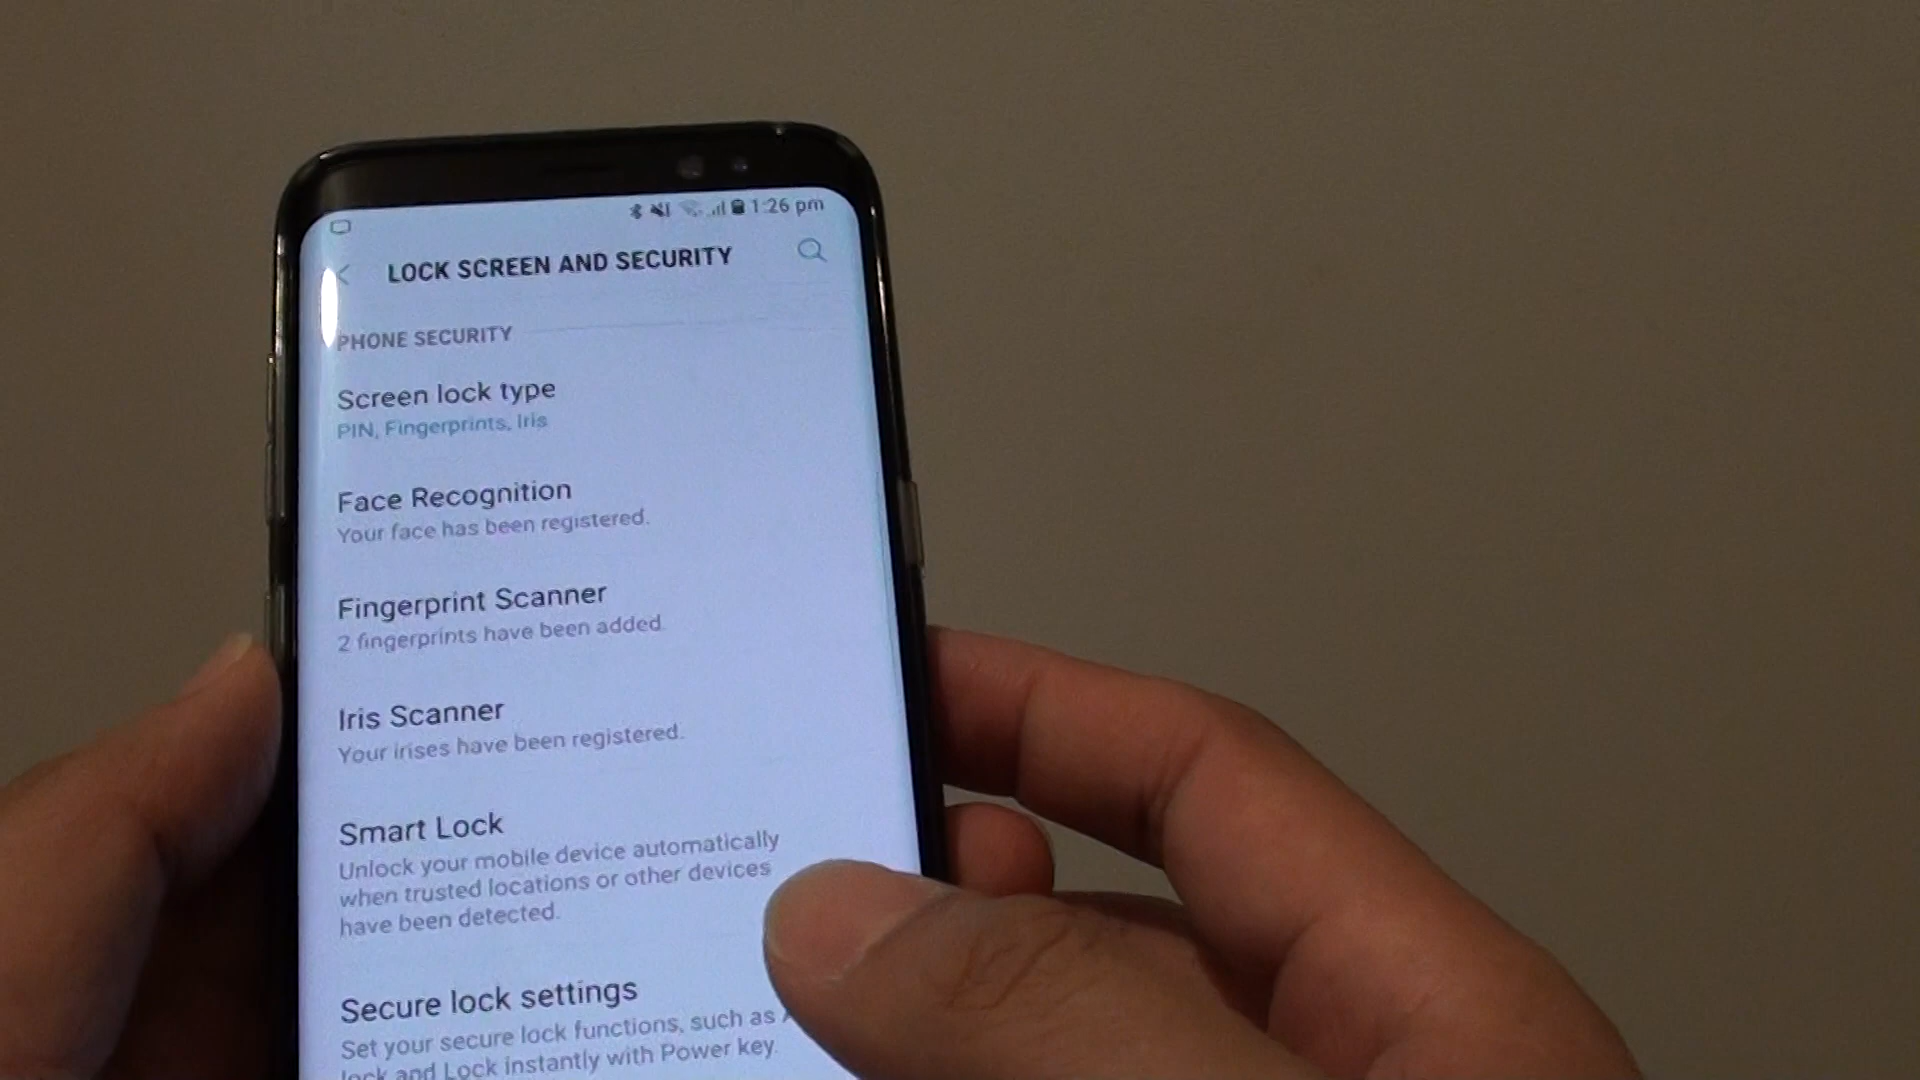 1:26 pm
LOCK SCREEN AND SECURITY
PHONE SECURITY
Screen lock type
PIN, Fingerprints, Iris
Face Recognition
Your face has been registered.
Fingerprint Scanner
2 fingerprints have been added.
Iris Scanner
Your irises have been registered.
Smart Lock
Unlock your mobile device automatically
when trusted locations or other devices
have been detected.
Secure lock settings
Set your secure lock functions, such as
lock and Lock instantly with Power key.